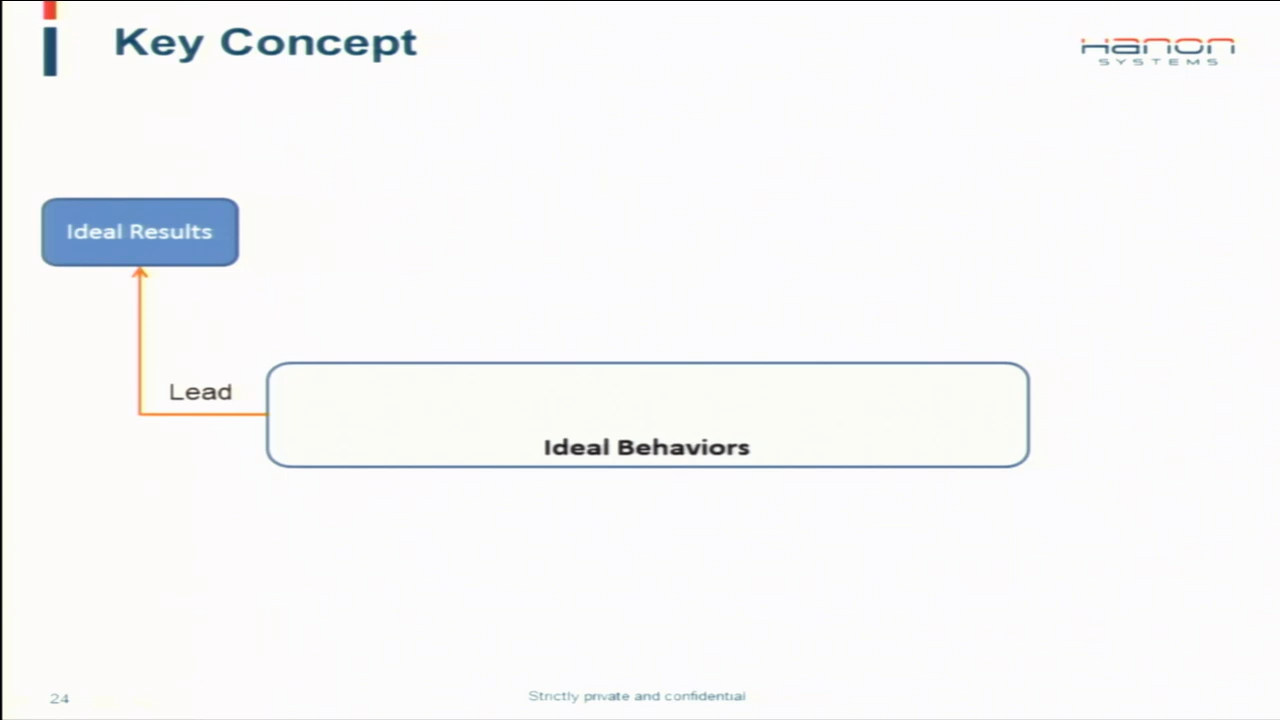 Key Concept
Hanon
SYSTEMS
Ideal Results
Lead
Ideal Behaviors
24
Strictly private and confidential